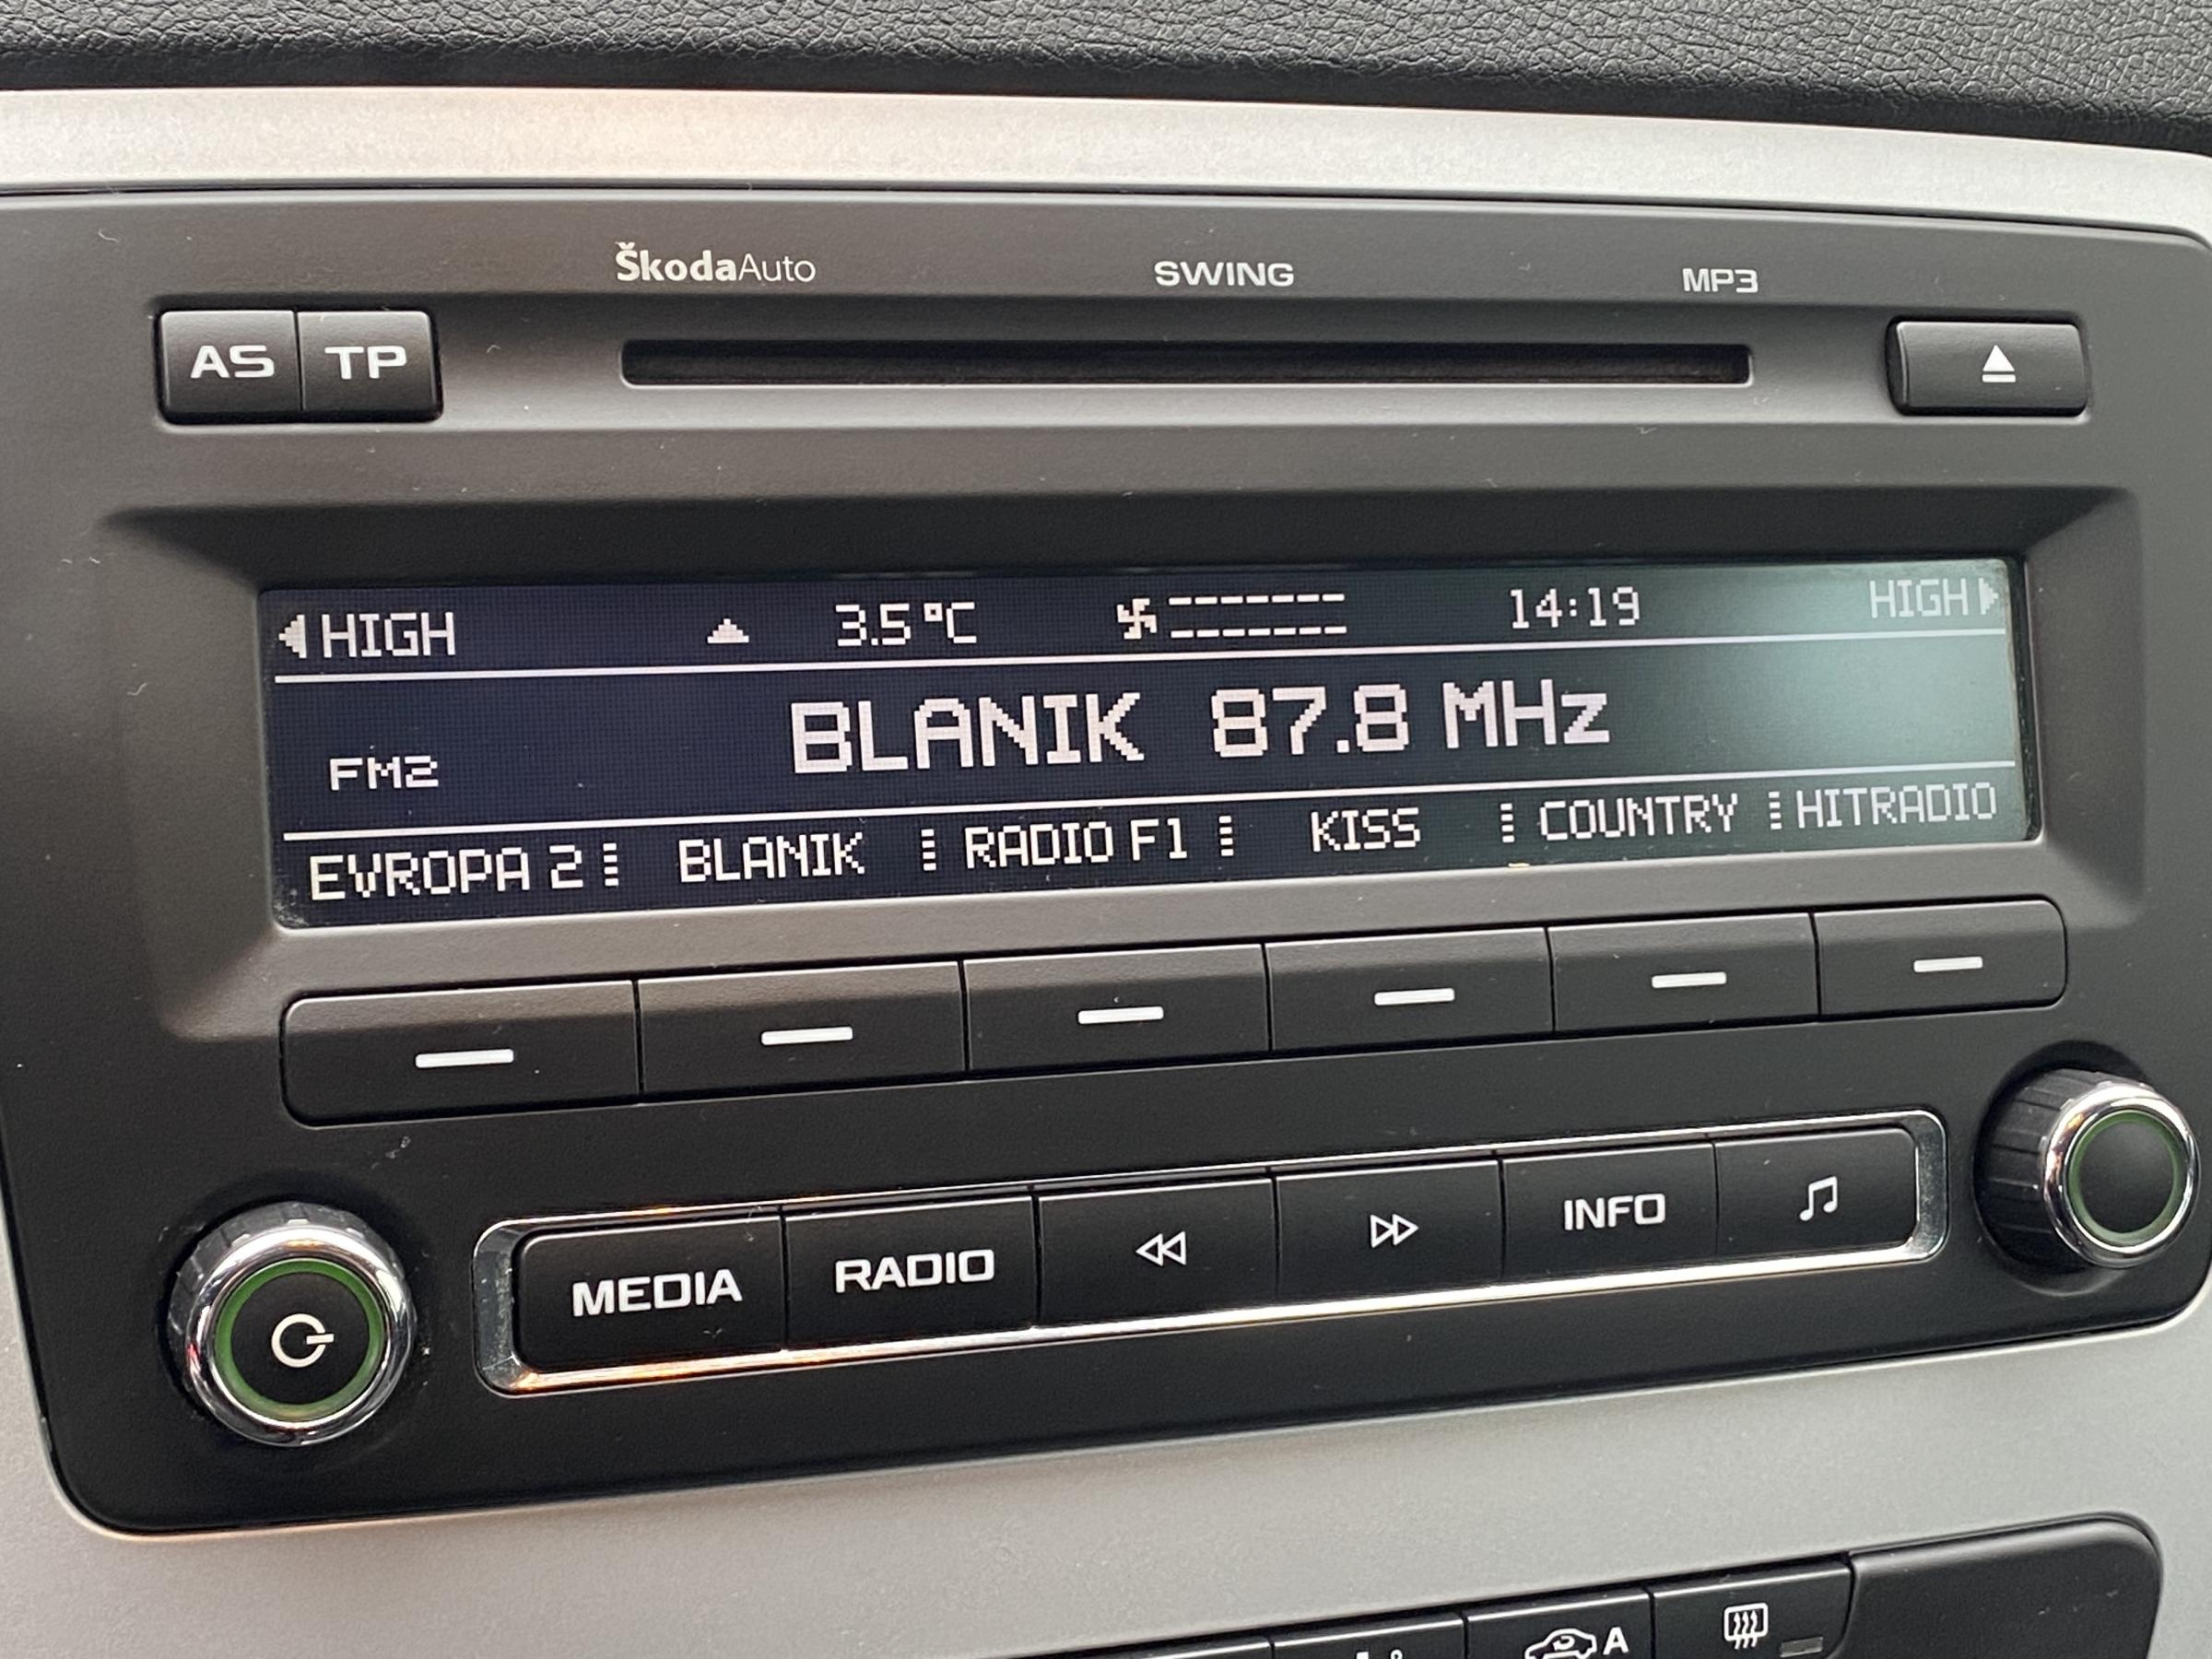 ŠkodaAuto SWING MP3
AS TP
HIGH 3.5°C 14:19 HIGH
BLANIK 87.8 MHz
FM2
EVROPA 2 BLANIK RADIO F1 KISS COUNTRY HITRADIO
MEDIA RADIO INFO
A